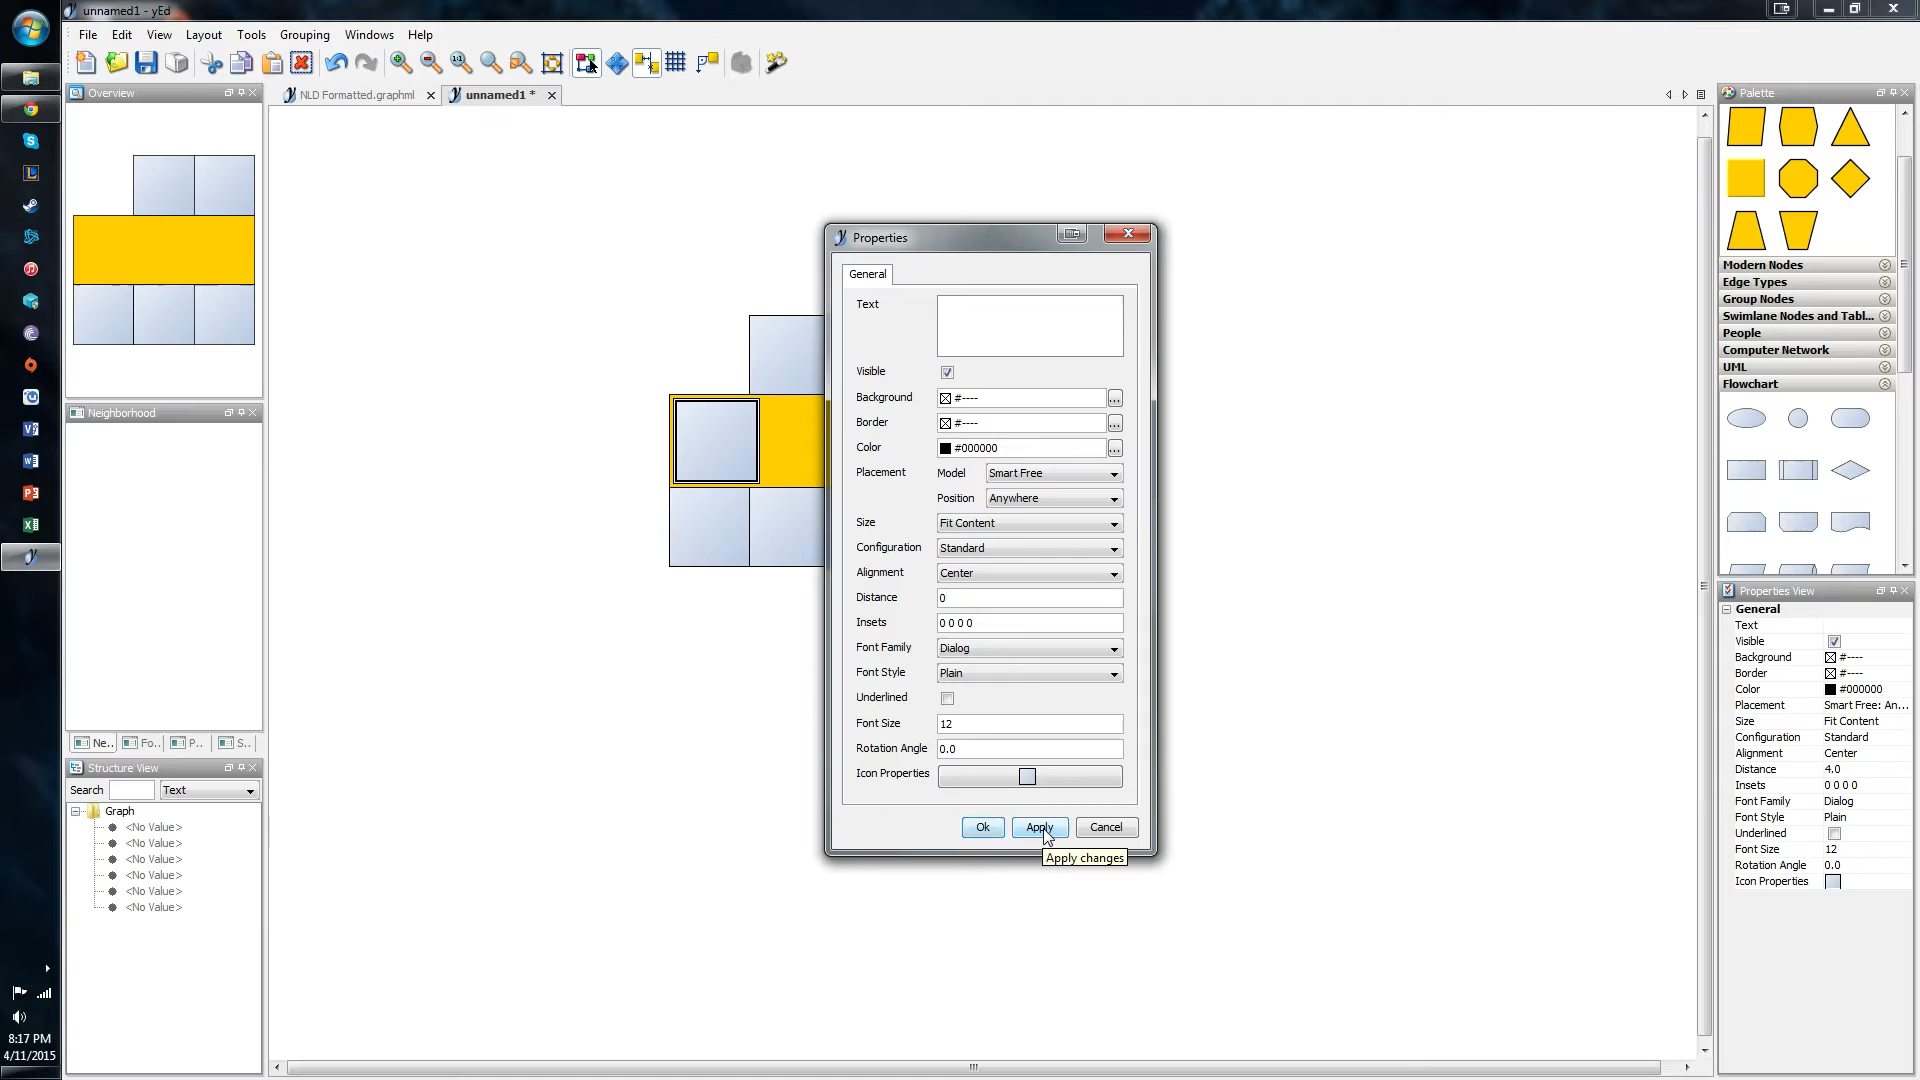 unnamed1 - yEd
File Edit View Layout Tools Grouping Windows Help
Overview
NLD Formatted.graphml
unnamed1 *
Palette
Modern Nodes
Edge Types
Group Nodes
Swimlane Nodes and Tabl...
People
Computer Network
UML
Flowchart
Neighborhood
Ne..
Fo..
P..
S..
Structure View
Search
Text
Graph
<No Value>
<No Value>
<No Value>
<No Value>
<No Value>
<No Value>
Properties
General
Text
Visible
Background #----
...
Border #----
...
Color #000000
...
Placement Model Smart Free
Position Anywhere
Size Fit Content
Configuration Standard
Alignment Center
Distance 0
Insets 0 0 0 0
Font Family Dialog
Font Style Plain
Underlined
Font Size 12
Rotation Angle 0.0
Icon Properties
Ok Apply Cancel
Apply changes
Properties View
General
Text
Visible
Background #----
Border #----
Color #000000
Placement Smart Free: An...
Size Fit Content
Configuration Standard
Alignment Center
Distance 4.0
Insets 0 0 0 0
Font Family Dialog
Font Style Plain
Underlined
Font Size 12
Rotation Angle 0.0
Icon Properties
8:17 PM
4/11/2015